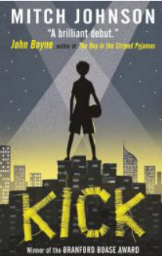 MITCH JOHNSON
"A brilliant debut."
John Boyne author of The Boy in the Striped Pyjamas
KICK
Winner of the BRANFORD BOASE AWARD